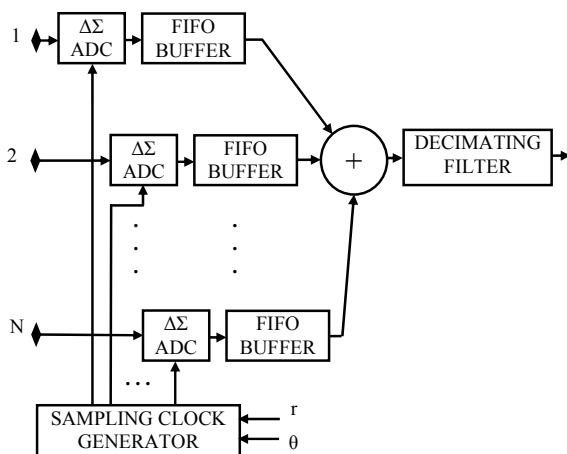 1
ΔΣ
ADC
FIFO
BUFFER
2
ΔΣ
ADC
FIFO
BUFFER
+
DECIMATING
FILTER
N
ΔΣ
ADC
FIFO
BUFFER
...
SAMPLING CLOCK
GENERATOR
r
θ